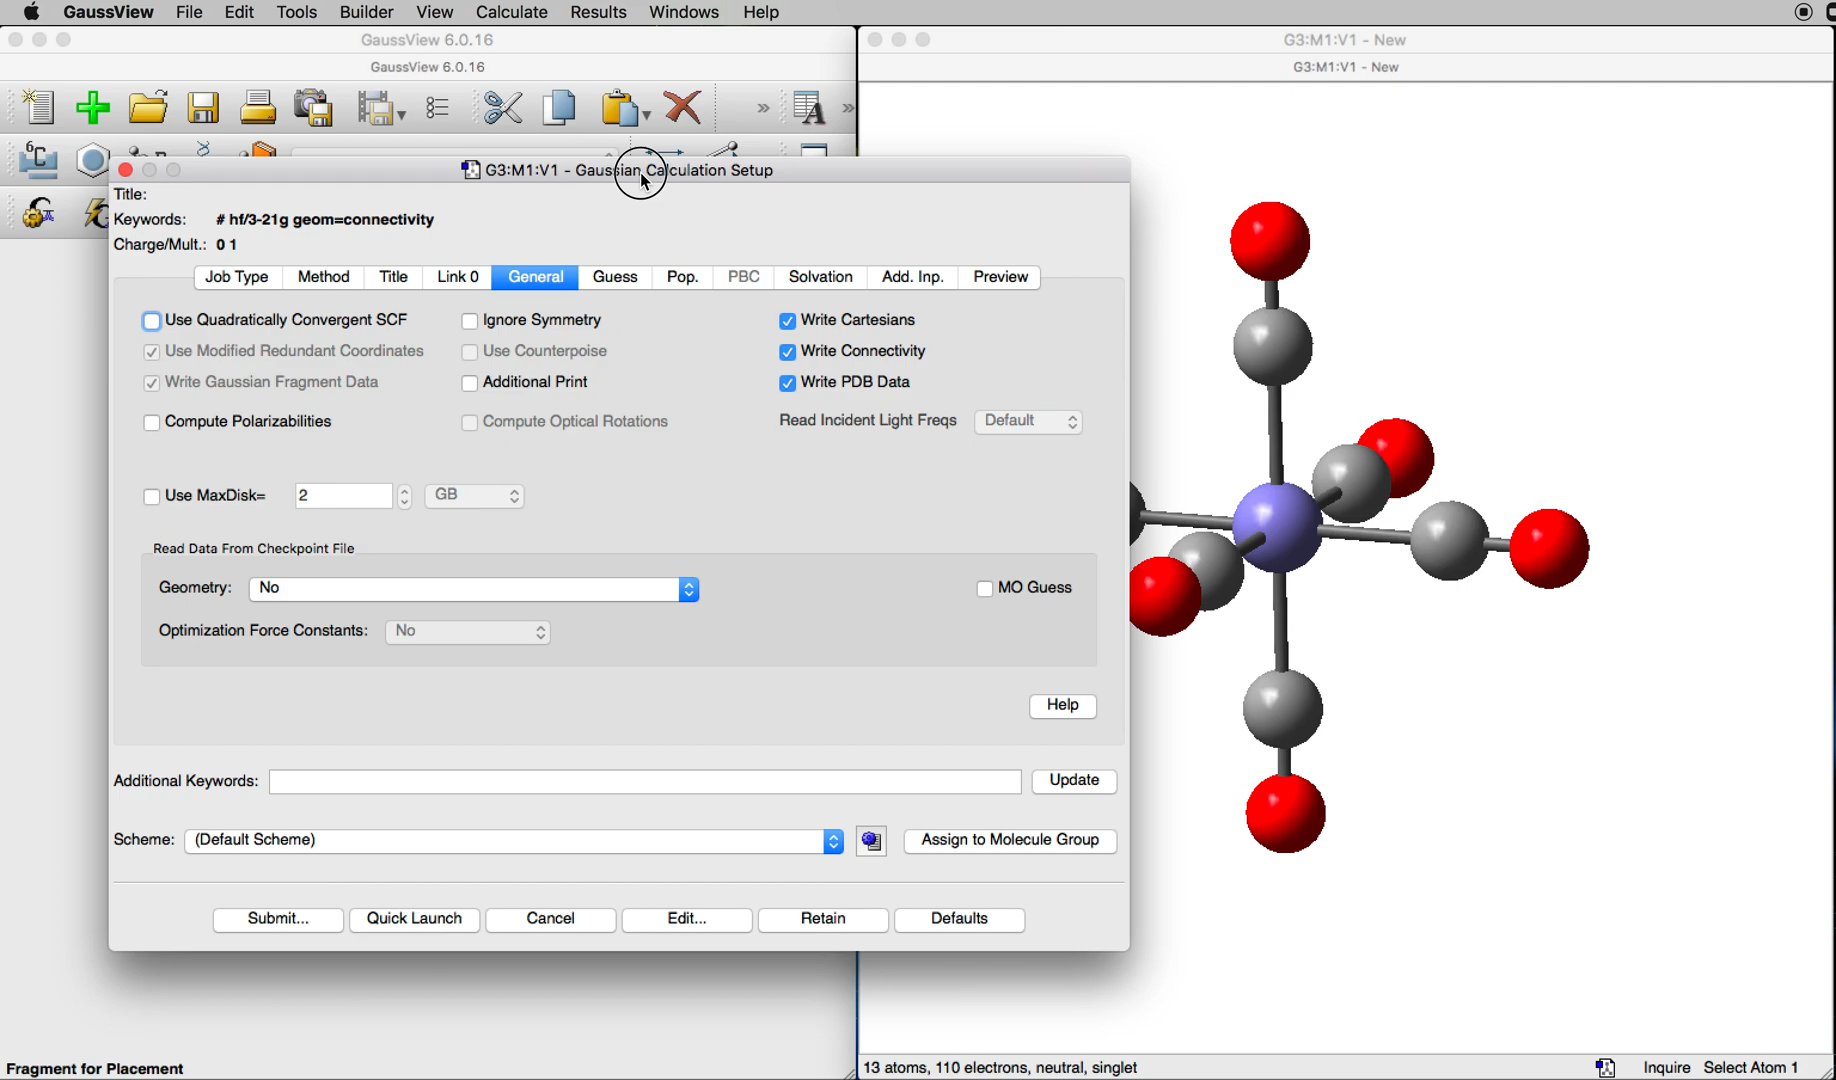 GaussView File Edit Tools Builder View Calculate Results Windows Help
GaussView 6.0.16
G3:M1:V1 - New
GaussView 6.0.16
G3:M1:V1 - New
» A »
6C
G3:M1:V1 - Gaussian Calculation Setup
Title:
Keywords: # hf/3-21g geom=connectivity
Charge/Mult.: 0 1
Job Type Method Title Link 0 General Guess Pop. PBC Solvation Add. Inp. Preview
Use Quadratically Convergent SCF Ignore Symmetry Write Cartesians
Use Modified Redundant Coordinates Use Counterpoise Write Connectivity
Write Gaussian Fragment Data Additional Print Write PDB Data
Compute Polarizabilities Compute Optical Rotations Read Incident Light Freqs Default
Use MaxDisk= 2 GB
Read Data From Checkpoint File
Geometry: No MO Guess
Optimization Force Constants: No
Help
Additional Keywords: Update
Scheme: (Default Scheme) Assign to Molecule Group
Submit... Quick Launch Cancel Edit... Retain Defaults
Fragment for Placement
13 atoms, 110 electrons, neutral, singlet Inquire Select Atom 1